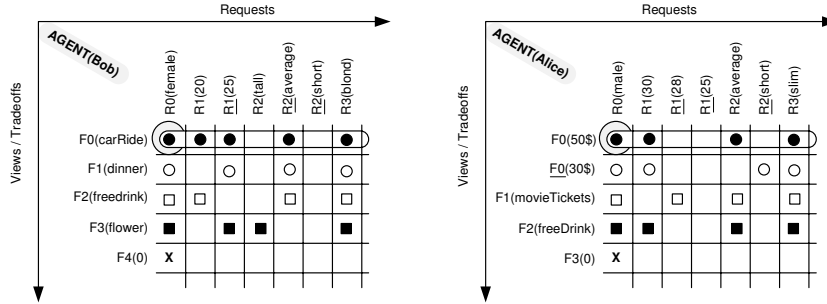 Requests
AGENT(Bob)
Views / Tradeoffs
R0(female)
R1(20)
R1(25)
R2(tall)
R2(average)
R2(short)
R3(blond)
F0(carRide)
F1(dinner)
F2(freedrink)
F3(flower)
F4(0)
X
Requests
AGENT(Alice)
Views / Tradeoffs
R0(male)
R1(30)
R1(28)
R1(25)
R2(average)
R2(short)
R3(slim)
F0(50$)
F0(30$)
F1(movieTickets)
F2(freeDrink)
F3(0)
X